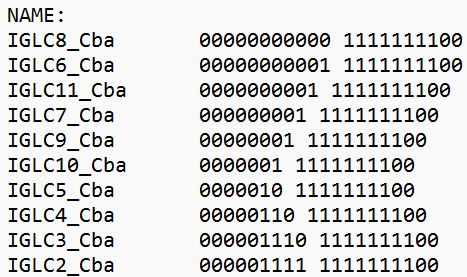 NAME:
IGLC8_Cba       00000000000 1111111100
IGLC6_Cba       00000000001 1111111100
IGLC11_Cba      0000000001 1111111100
IGLC7_Cba       000000001 1111111100
IGLC9_Cba       00000001 1111111100
IGLC10_Cba      0000001 1111111100
IGLC5_Cba       0000010 1111111100
IGLC4_Cba       00000110 1111111100
IGLC3_Cba       000001110 1111111100
IGLC2_Cba       000001111 1111111100